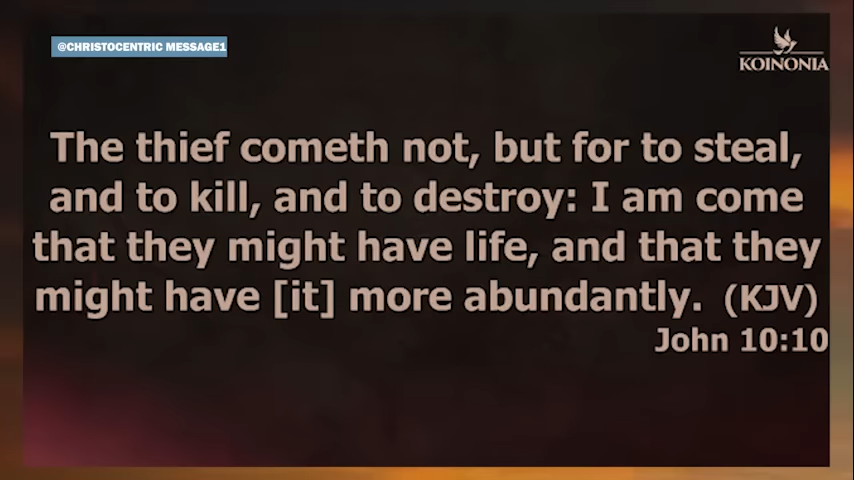 @CHRISTOCENTRIC MESSAGE1
KOINONIA
The thief cometh not, but for to steal,
and to kill, and to destroy: I am come
that they might have life, and that they
might have [it] more abundantly. (KJV)
John 10:10